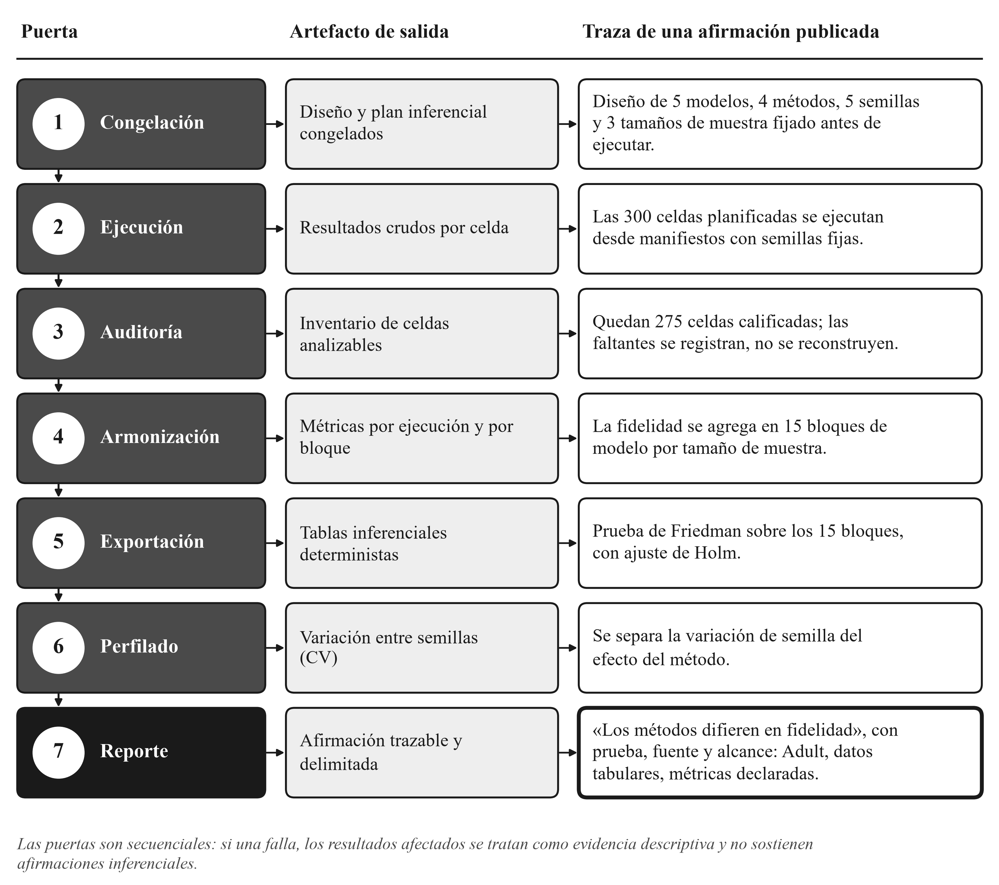 Puerta
Artefacto de salida
Traza de una afirmación publicada
1
Congelación
Diseño y plan inferencial
congelados
Diseño de 5 modelos, 4 métodos, 5 semillas
y 3 tamaños de muestra fijado antes de
ejecutar.
2
Ejecución
Resultados crudos por celda
Las 300 celdas planificadas se ejecutan
desde manifiestos con semillas fijas.
3
Auditoría
Inventario de celdas
analizables
Quedan 275 celdas calificadas; las
faltantes se registran, no se reconstruyen.
4
Armonización
Métricas por ejecución y por
bloque
La fidelidad se agrega en 15 bloques de
modelo por tamaño de muestra.
5
Exportación
Tablas inferenciales
deterministas
Prueba de Friedman sobre los 15 bloques,
con ajuste de Holm.
6
Perfilado
Variación entre semillas
(CV)
Se separa la variación de semilla del
efecto del método.
7
Reporte
Afirmación trazable y
delimitada
«Los métodos difieren en fidelidad», con
prueba, fuente y alcance: Adult, datos
tabulares, métricas declaradas.
Las puertas son secuenciales: si una falla, los resultados afectados se tratan como evidencia descriptiva y no sostienen
afirmaciones inferenciales.